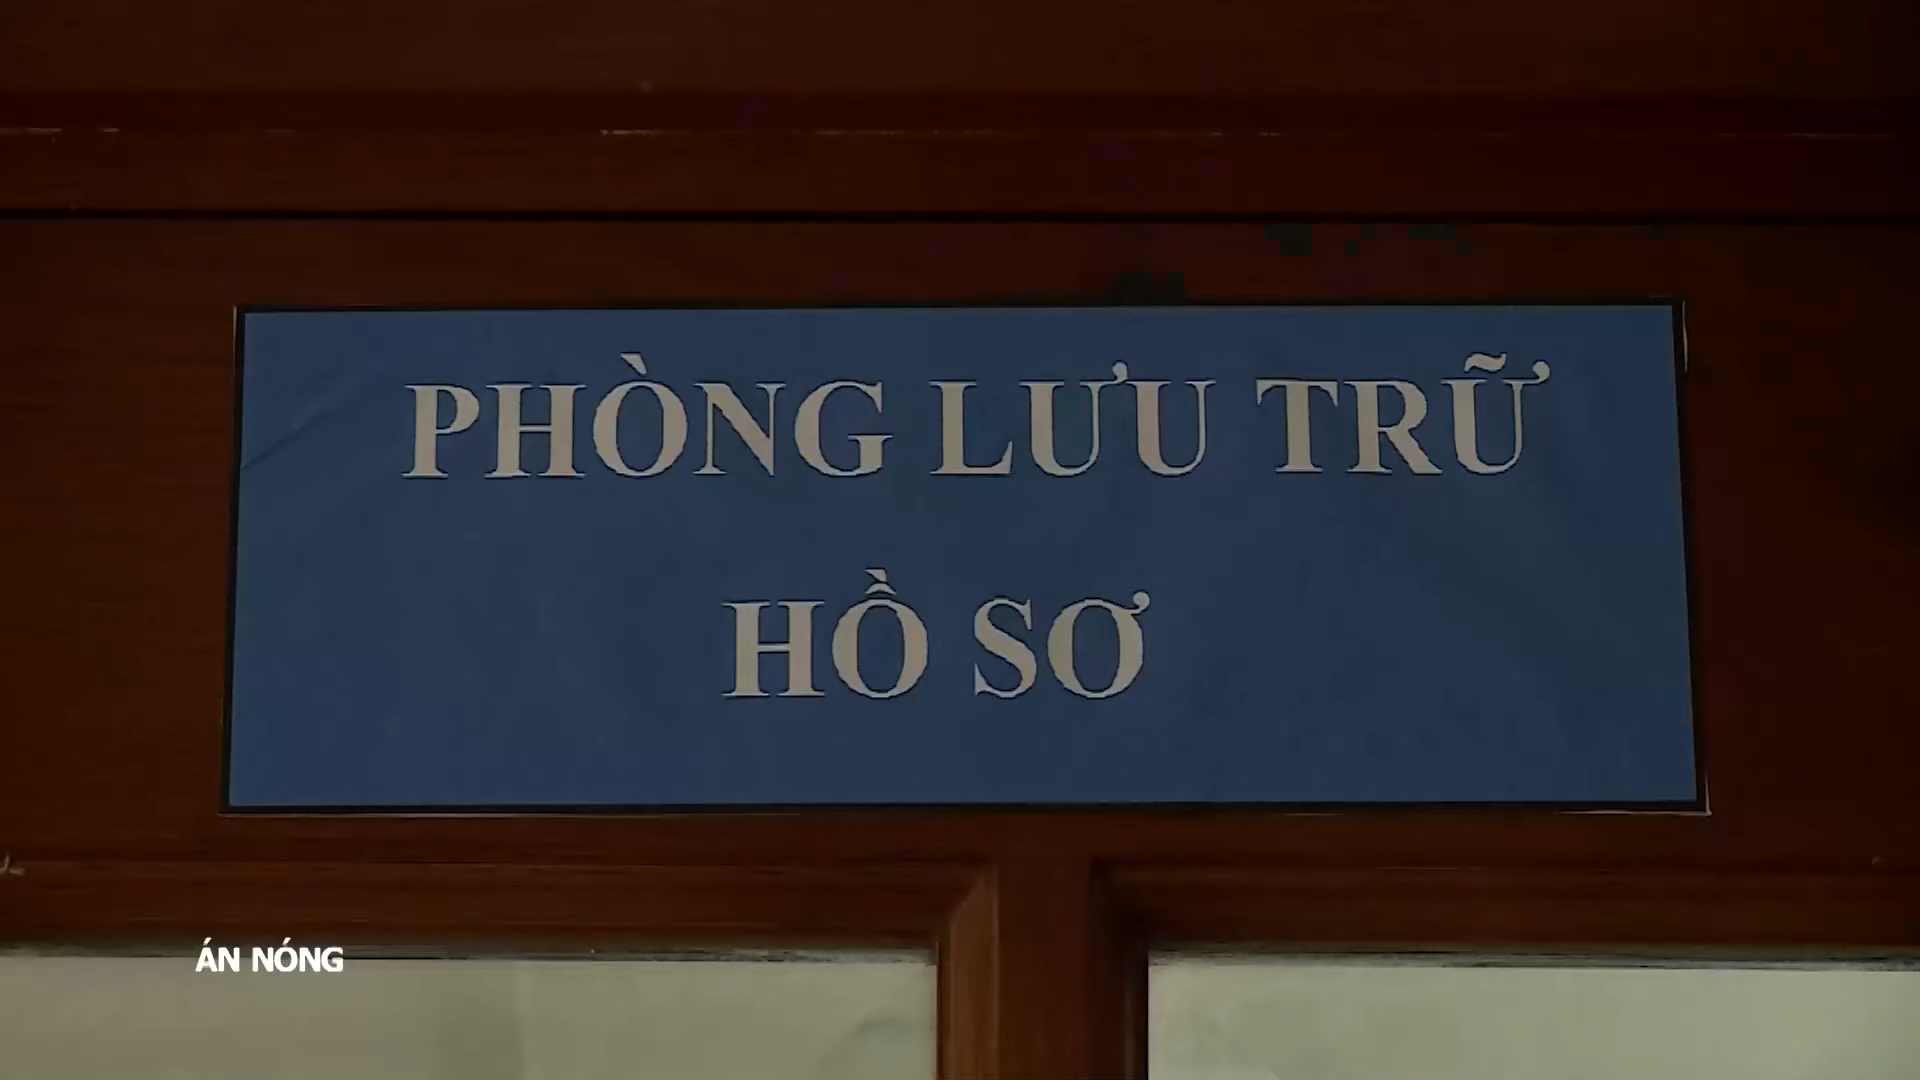 PHÒNG LƯU TRỮ
HỒ SƠ
ÁN NÓNG